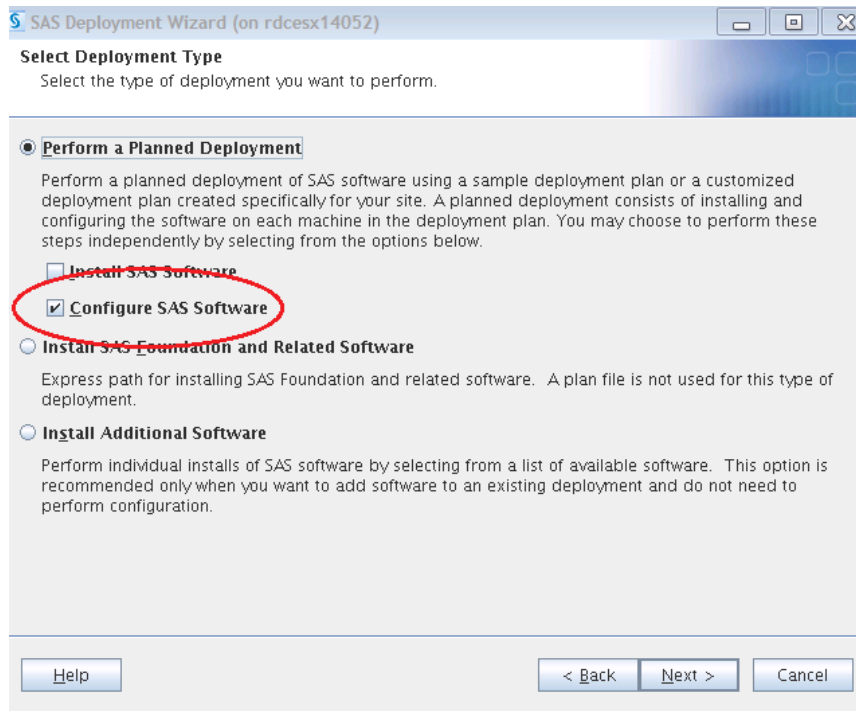 SAS Deployment Wizard (on rdcesx14052)
Select Deployment Type
Select the type of deployment you want to perform.
Perform a Planned Deployment
Perform a planned deployment of SAS software using a sample deployment plan or a customized
deployment plan created specifically for your site. A planned deployment consists of installing and
configuring the software on each machine in the deployment plan. You may choose to perform these
steps independently by selecting from the options below.
Install SAS Software
Configure SAS Software
Install SAS Foundation and Related Software
Express path for installing SAS Foundation and related software. A plan file is not used for this type of
deployment.
Install Additional Software
Perform individual installs of SAS software by selecting from a list of available software. This option is
recommended only when you want to add software to an existing deployment and do not need to
perform configuration.
Help
< Back
Next >
Cancel